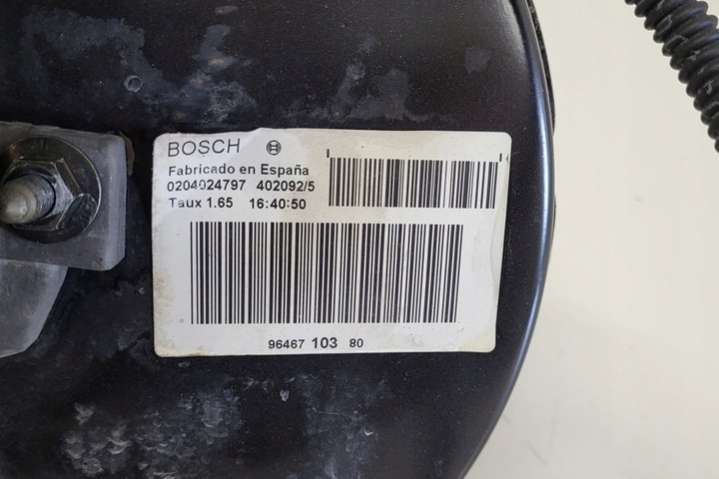 BOSCH
Fabricado en España
0204024797 402092/5
Taux 1.65 16:40:50
96467 103 80